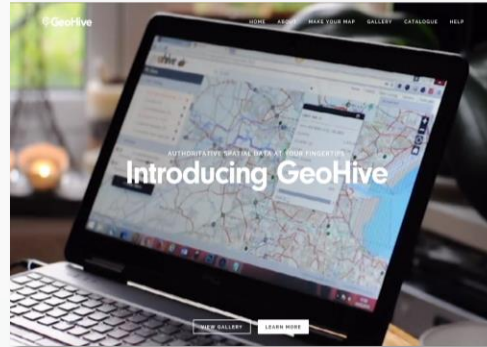 GeoHive
HOME ABOUT MAKE YOUR MAP GALLERY CATALOGUE HELP
AUTHORITATIVE SPATIAL DATA AT YOUR FINGERTIPS
Introducing GeoHive
VIEW GALLERY LEARN MORE